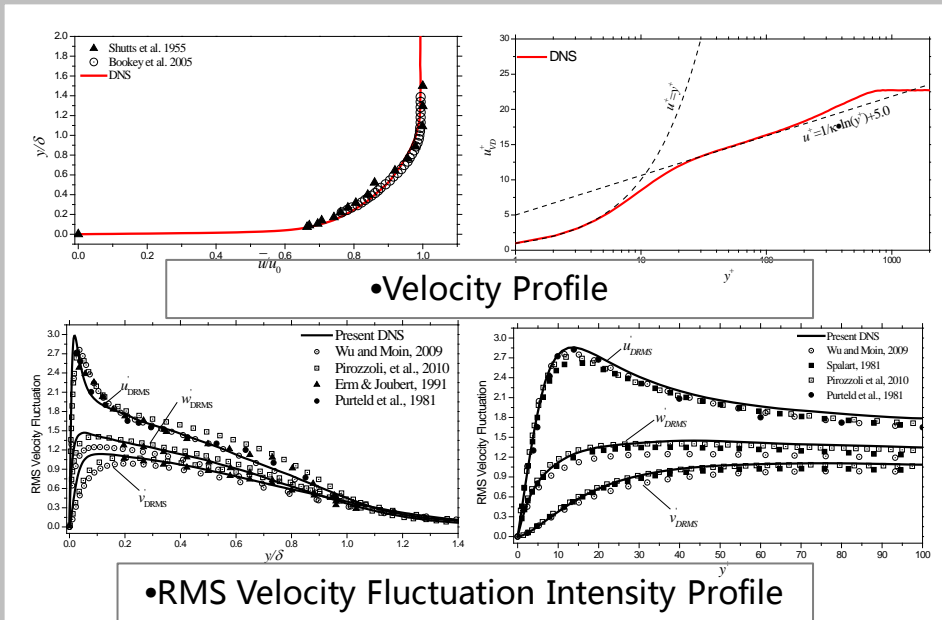 2.0
1.8
1.6
1.4
1.2
1.0
0.8
0.6
0.4
0.2
0.0
y/δ
Shutts et al. 1955
Bookey et al. 2005
DNS
0.0 0.2 0.4 0.6 0.8 1.0
u̅/u̅₀
30
25
20
15
10
5
0
u⁺VD
DNS
u⁺=y⁺
u⁺=1/κ•ln(y⁺)+5.0
1 10 100 1000
y⁺
•Velocity Profile
3.0
2.7
2.4
2.1
1.8
1.5
1.2
0.9
0.6
0.3
0.0
RMS Velocity Fluctuation
Present DNS
Wu and Moin, 2009
Pirozzoli, et al., 2010
Erm & Joubert, 1991
Purteld et al., 1981
u'DRMS
w'DRMS
v'DRMS
0.0 0.2 0.4 0.6 0.8 1.0 1.2 1.4
y/δ
3.0
2.7
2.4
2.1
1.8
1.5
1.2
0.9
0.6
0.3
0.0
RMS Velocity Fluctuation
Present DNS
Wu and Moin, 2009
Spalart, 1981
Pirozzoli et al, 2010
Purteld et al., 1981
u'DRMS
w'DRMS
v'DRMS
0 10 20 30 40 50 60 70 80 90 100
y⁺
•RMS Velocity Fluctuation Intensity Profile